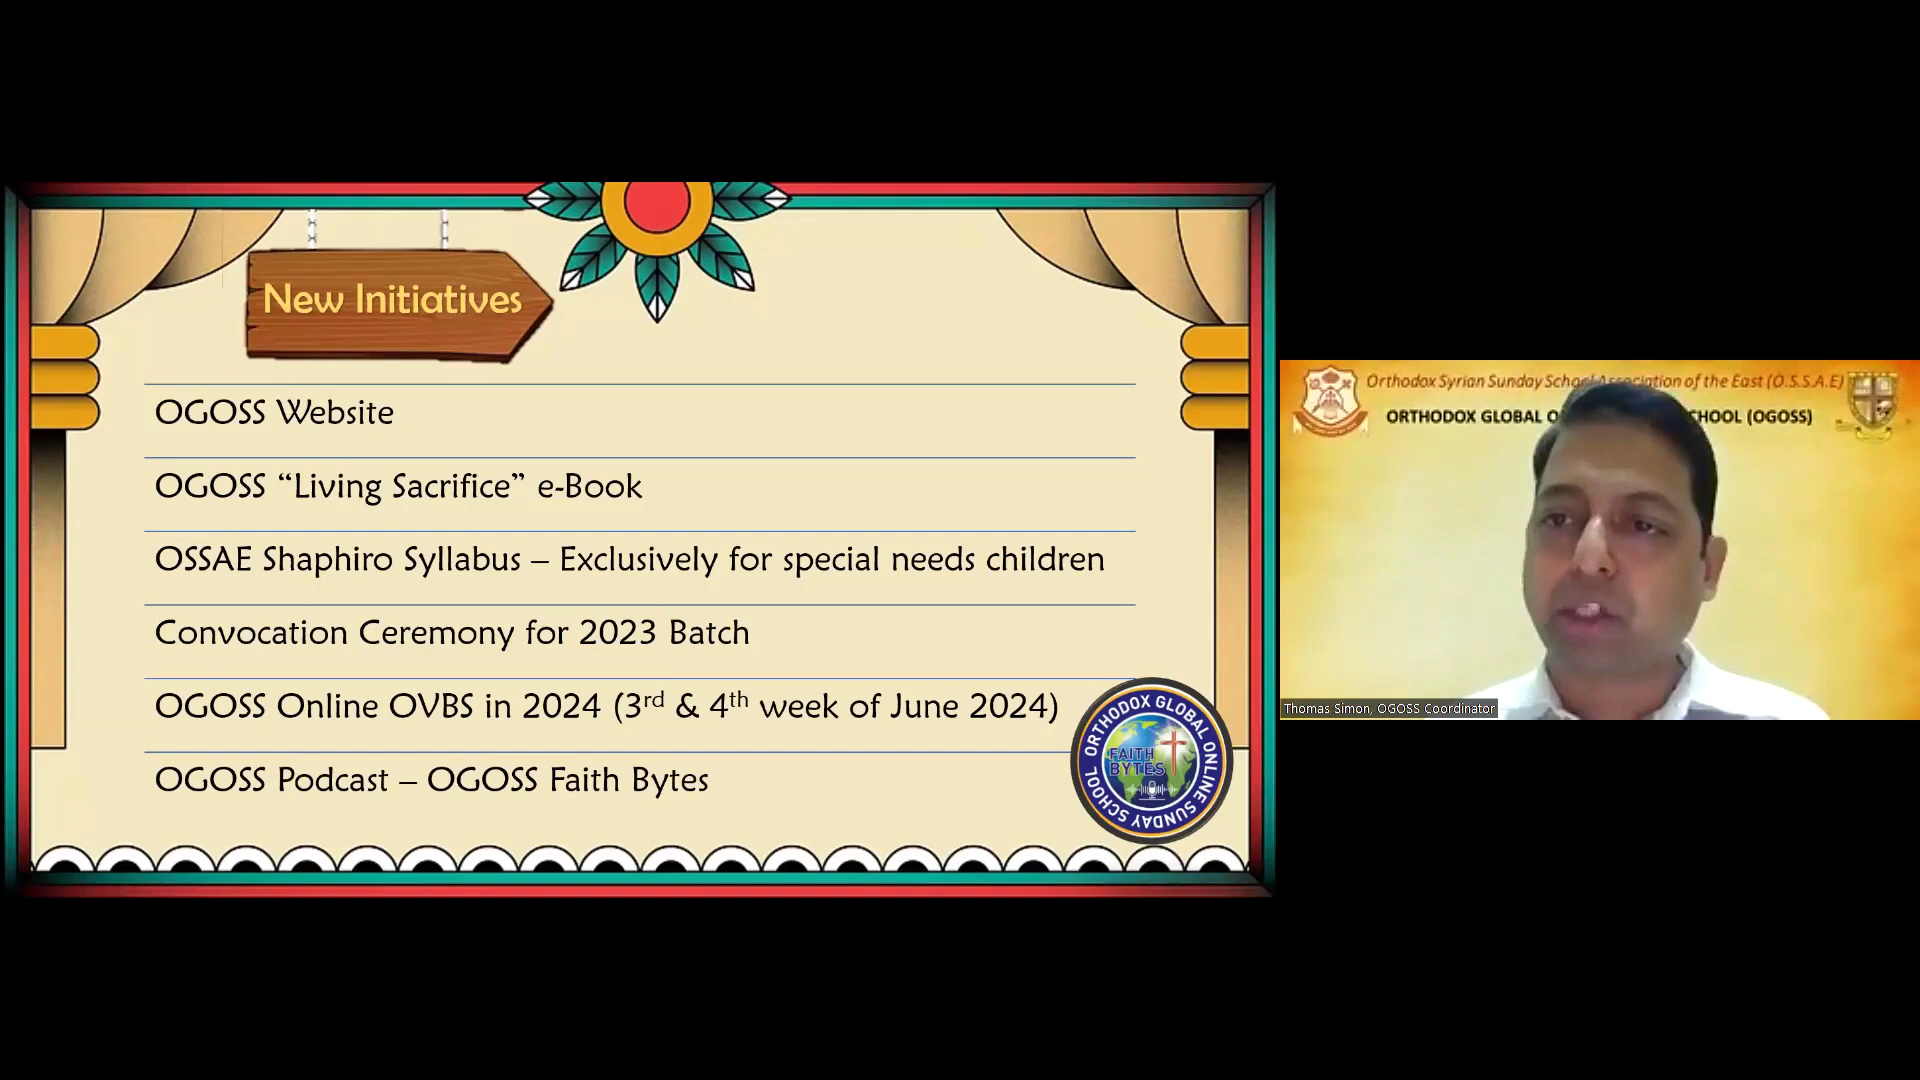 New Initiatives
OGOSS Website
OGOSS “Living Sacrifice” e-Book
OSSAE Shaphiro Syllabus – Exclusively for special needs children
Convocation Ceremony for 2023 Batch
OGOSS Online OVBS in 2024 (3rd & 4th week of June 2024)
OGOSS Podcast – OGOSS Faith Bytes
ORTHODOX GLOBAL ONLINE SUNDAY SCHOOL
FAITH
BYTES
Orthodox Syrian Sunday School Association of the East (O.S.S.A.E)
ORTHODOX GLOBAL O CHOOL (OGOSS)
Thomas Simon, OGOSS Coordinator